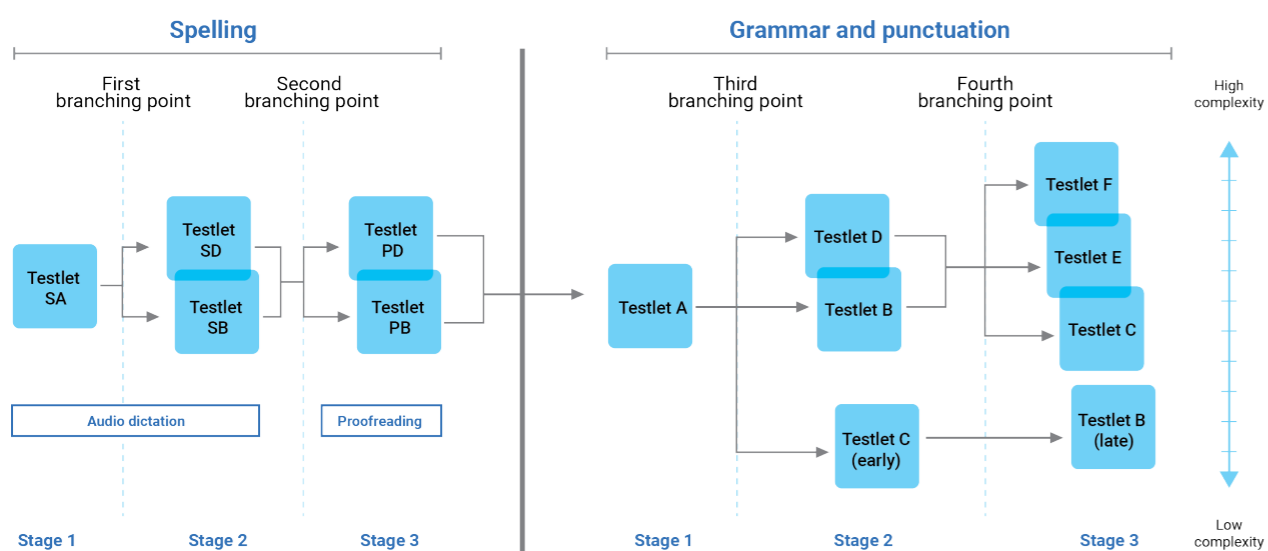 Spelling
Grammar and punctuation
First
branching point
Second
branching point
Third
branching point
Fourth
branching point
High
complexity
Testlet
SA
Testlet
SD
Testlet
SB
Testlet
PD
Testlet
PB
Testlet A
Testlet D
Testlet B
Testlet C
(early)
Testlet F
Testlet E
Testlet C
Testlet B
(late)
Audio dictation
Proofreading
Low
complexity
Stage 1
Stage 2
Stage 3
Stage 1
Stage 2
Stage 3